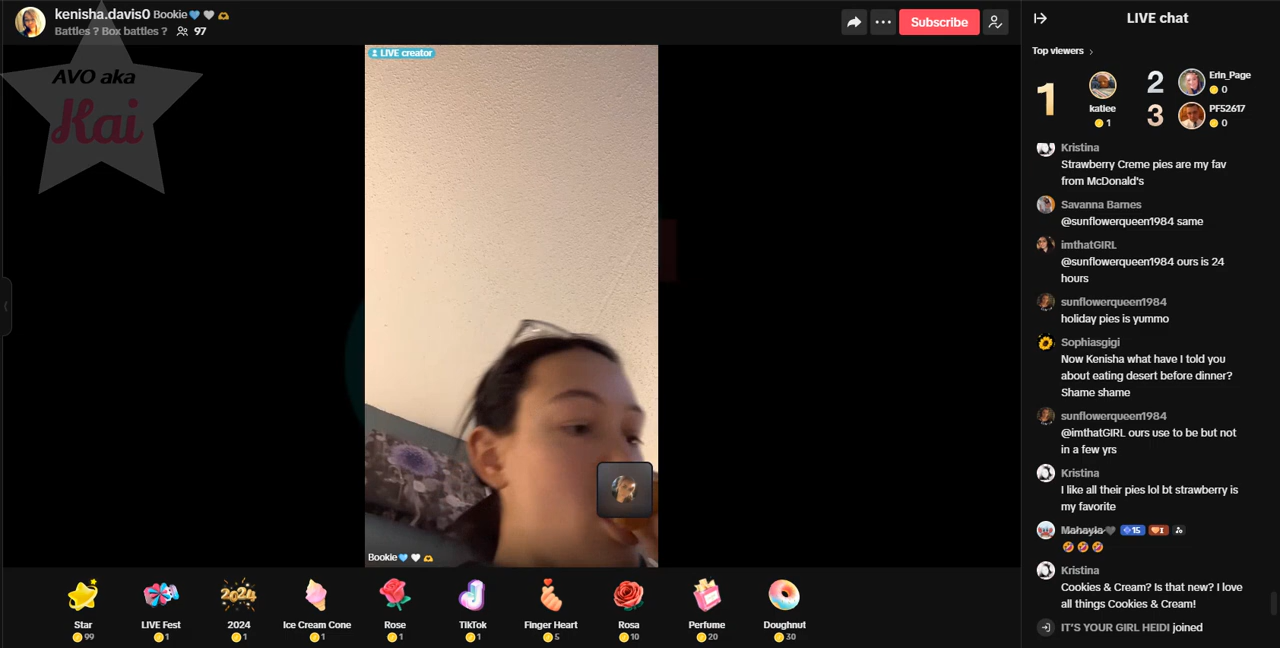 kenisha.davis0 Bookie💙🤍🫶
Battles ? Box battles ? 97
Subscribe
AVO aka
Kai
LIVE creator
Bookie💙🤍🫶
Star
99
LIVE Fest
1
2024
2024
1
Ice Cream Cone
1
Rose
1
TikTok
1
Finger Heart
5
Rosa
10
Perfume
20
Doughnut
30
LIVE chat
Top viewers
1
katiee
1
2
Erin_Page
0
3
PF52617
0
Kristina
Strawberry Creme pies are my fav
from McDonald's
Savanna Barnes
@sunflowerqueen1984 same
imthatGIRL
@sunflowerqueen1984 ours is 24
hours
sunflowerqueen1984
holiday pies is yummo
Sophiasgigi
Now Kenisha what have I told you
about eating desert before dinner?
Shame shame
sunflowerqueen1984
@imthatGIRL ours use to be but not
in a few yrs
Kristina
I like all their pies lol bt strawberry is
my favorite
Mahayla🖤 15 I
🤣🤣🤣
Kristina
Cookies & Cream? Is that new? I love
all things Cookies & Cream!
IT'S YOUR GIRL HEIDI joined